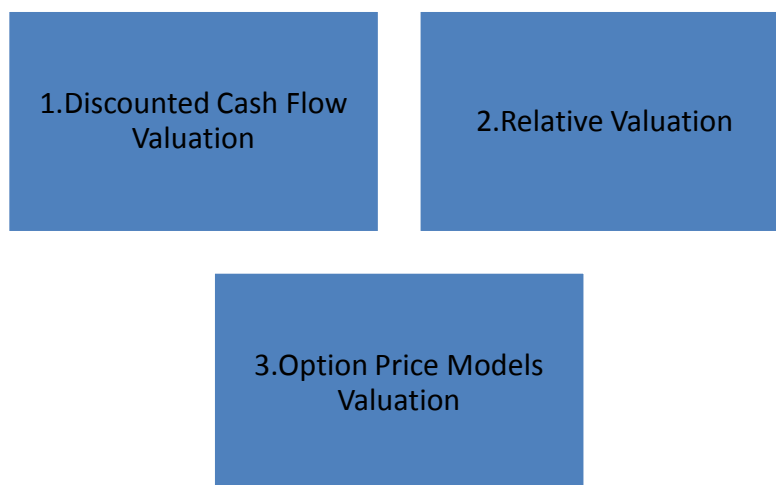 1.Discounted Cash Flow
Valuation
2.Relative Valuation
3.Option Price Models
Valuation